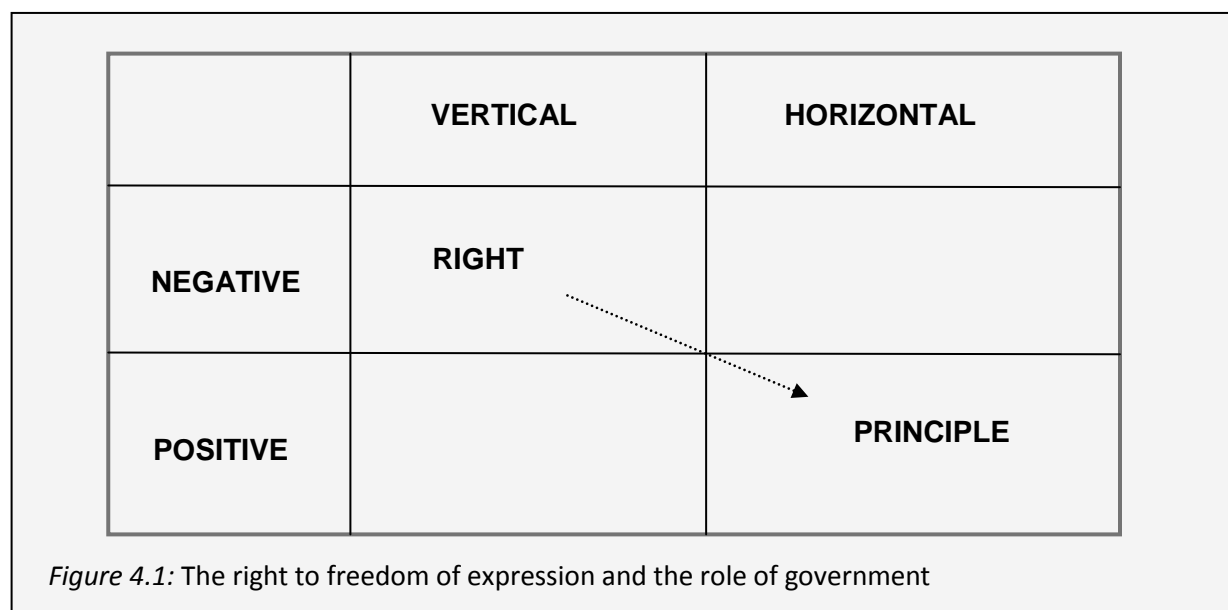 VERTICAL HORIZONTAL
NEGATIVE RIGHT
POSITIVE PRINCIPLE
Figure 4.1: The right to freedom of expression and the role of government